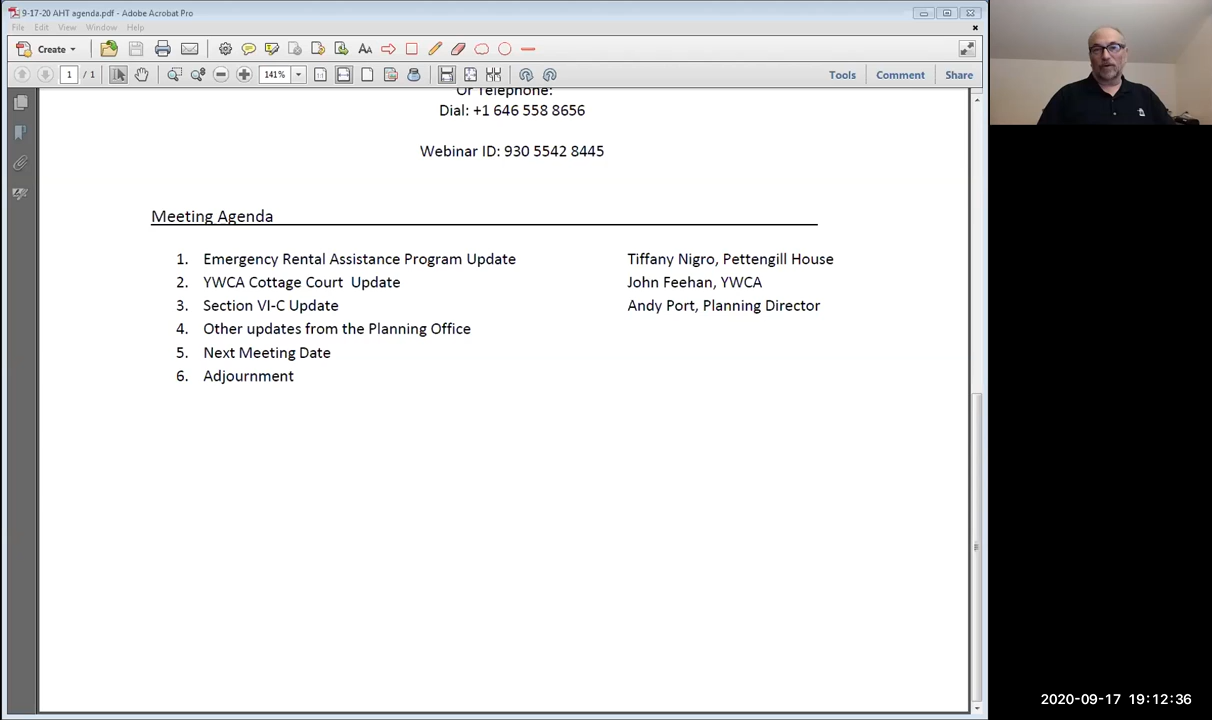 9-17-20 AHT agenda.pdf - Adobe Acrobat Pro
File Edit View Window Help
Create
1 / 1 141% Tools Comment Share
Or Telephone:
Dial: +1 646 558 8656
Webinar ID: 930 5542 8445
Meeting Agenda
1. Emergency Rental Assistance Program Update Tiffany Nigro, Pettengill House
2. YWCA Cottage Court Update John Feehan, YWCA
3. Section VI-C Update Andy Port, Planning Director
4. Other updates from the Planning Office
5. Next Meeting Date
6. Adjournment
2020-09-17 19:12:36